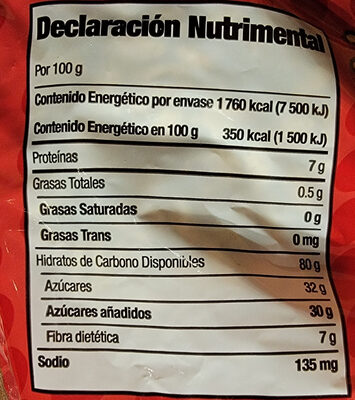 Declaración Nutrimental
Por 100 g
Contenido Energético por envase 1 760 kcal (7 500 kJ)
Contenido Energético en 100 g 350 kcal (1 500 kJ)
Proteínas 7 g
Grasas Totales 0.5 g
Grasas Saturadas 0 g
Grasas Trans 0 mg
Hidratos de Carbono Disponibles 80 g
Azúcares 32 g
Azúcares añadidos 30 g
Fibra dietética 7 g
Sodio 135 mg